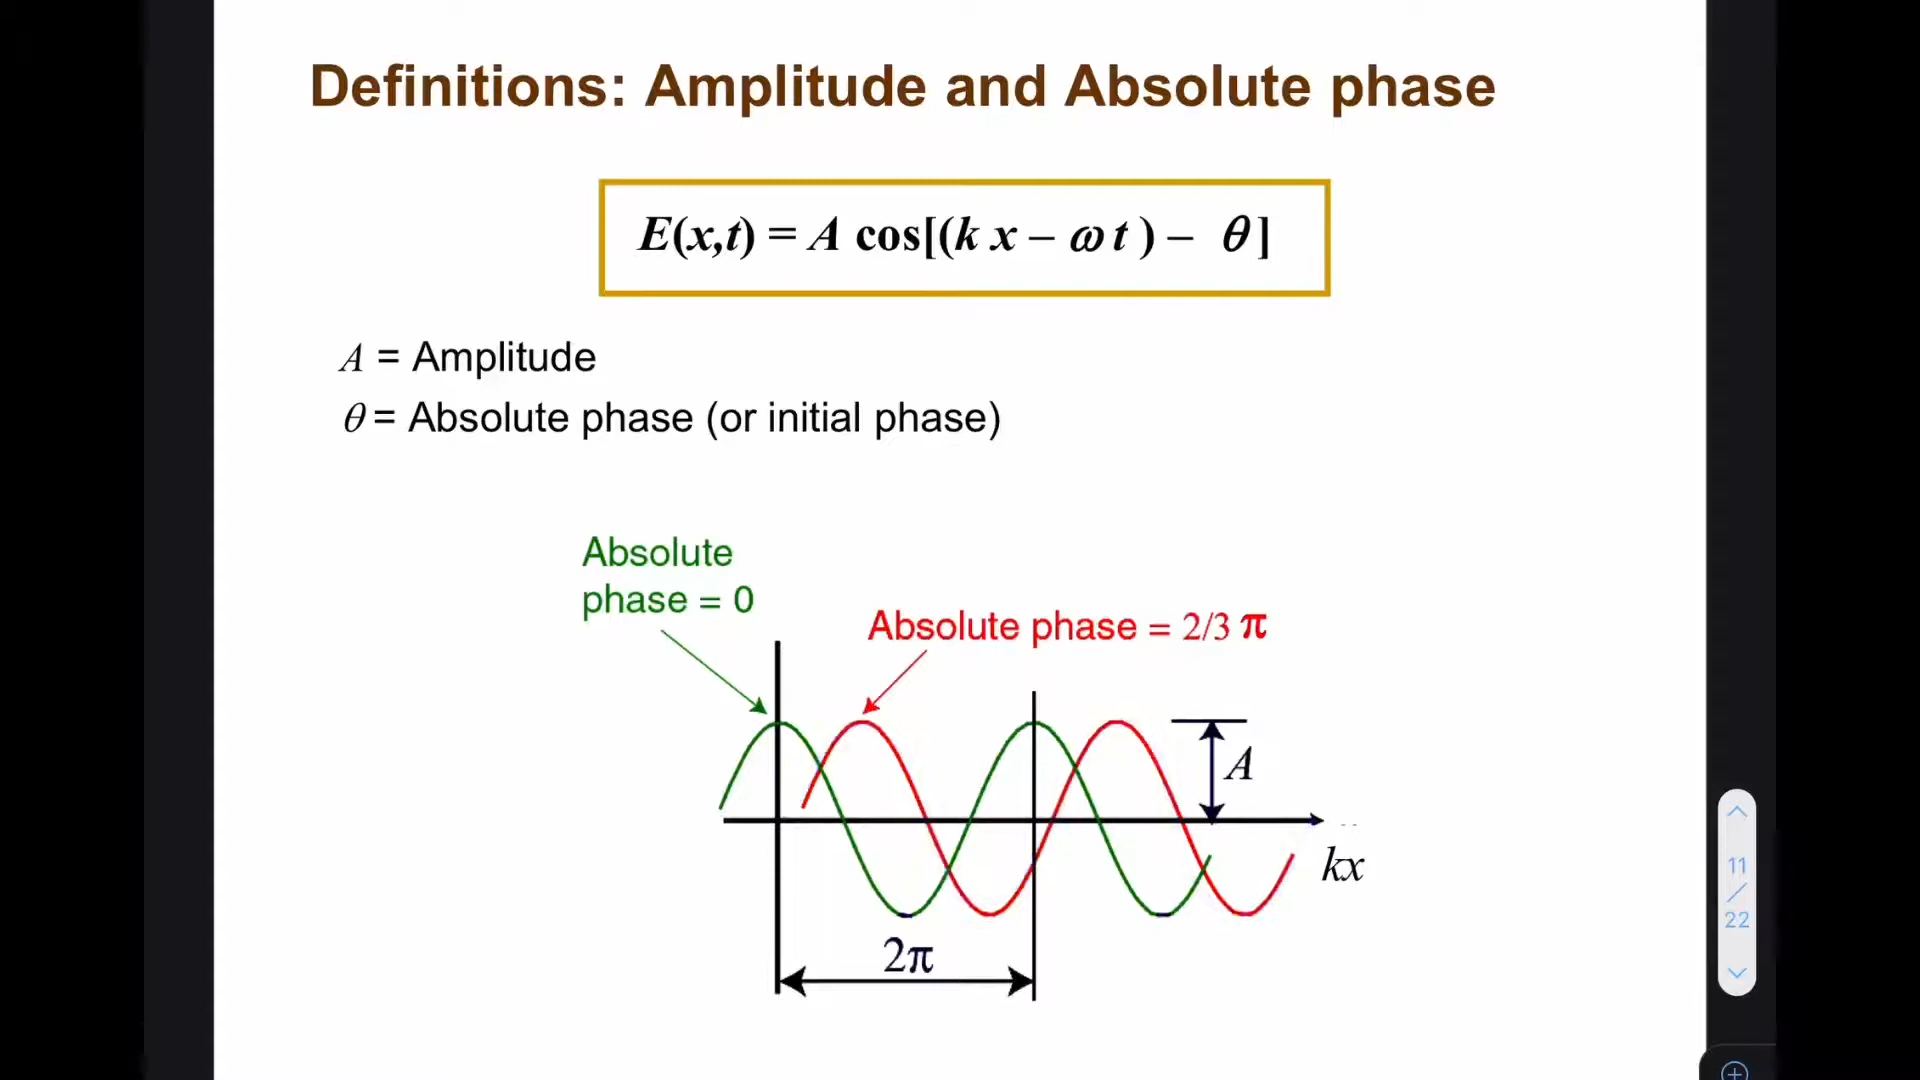 Definitions: Amplitude and Absolute phase
E(x,t) = A cos[(k x – ω t ) – θ]
A = Amplitude
θ = Absolute phase (or initial phase)
Absolute
phase = 0
Absolute phase = 2/3 π
A
kx
2π
11
/
22